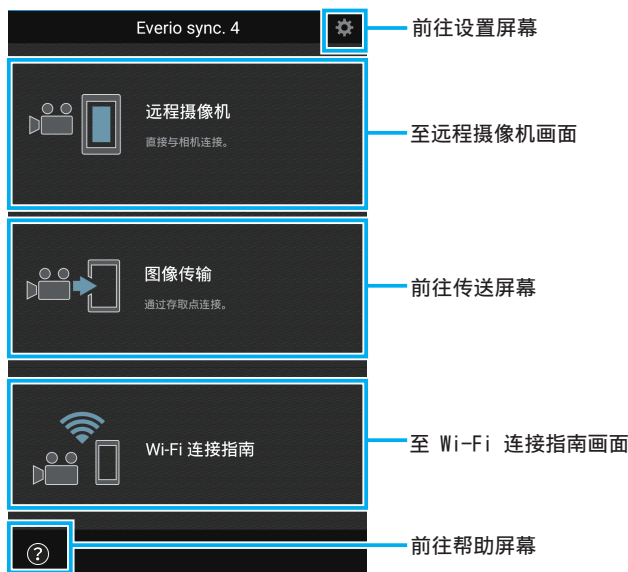 Everio sync. 4
前往设置屏幕
远程摄像机
直接与相机连接。
至远程摄像机画面
图像传输
通过存取点连接。
前往传送屏幕
Wi-Fi 连接指南
至 Wi-Fi 连接指南画面
?
前往帮助屏幕